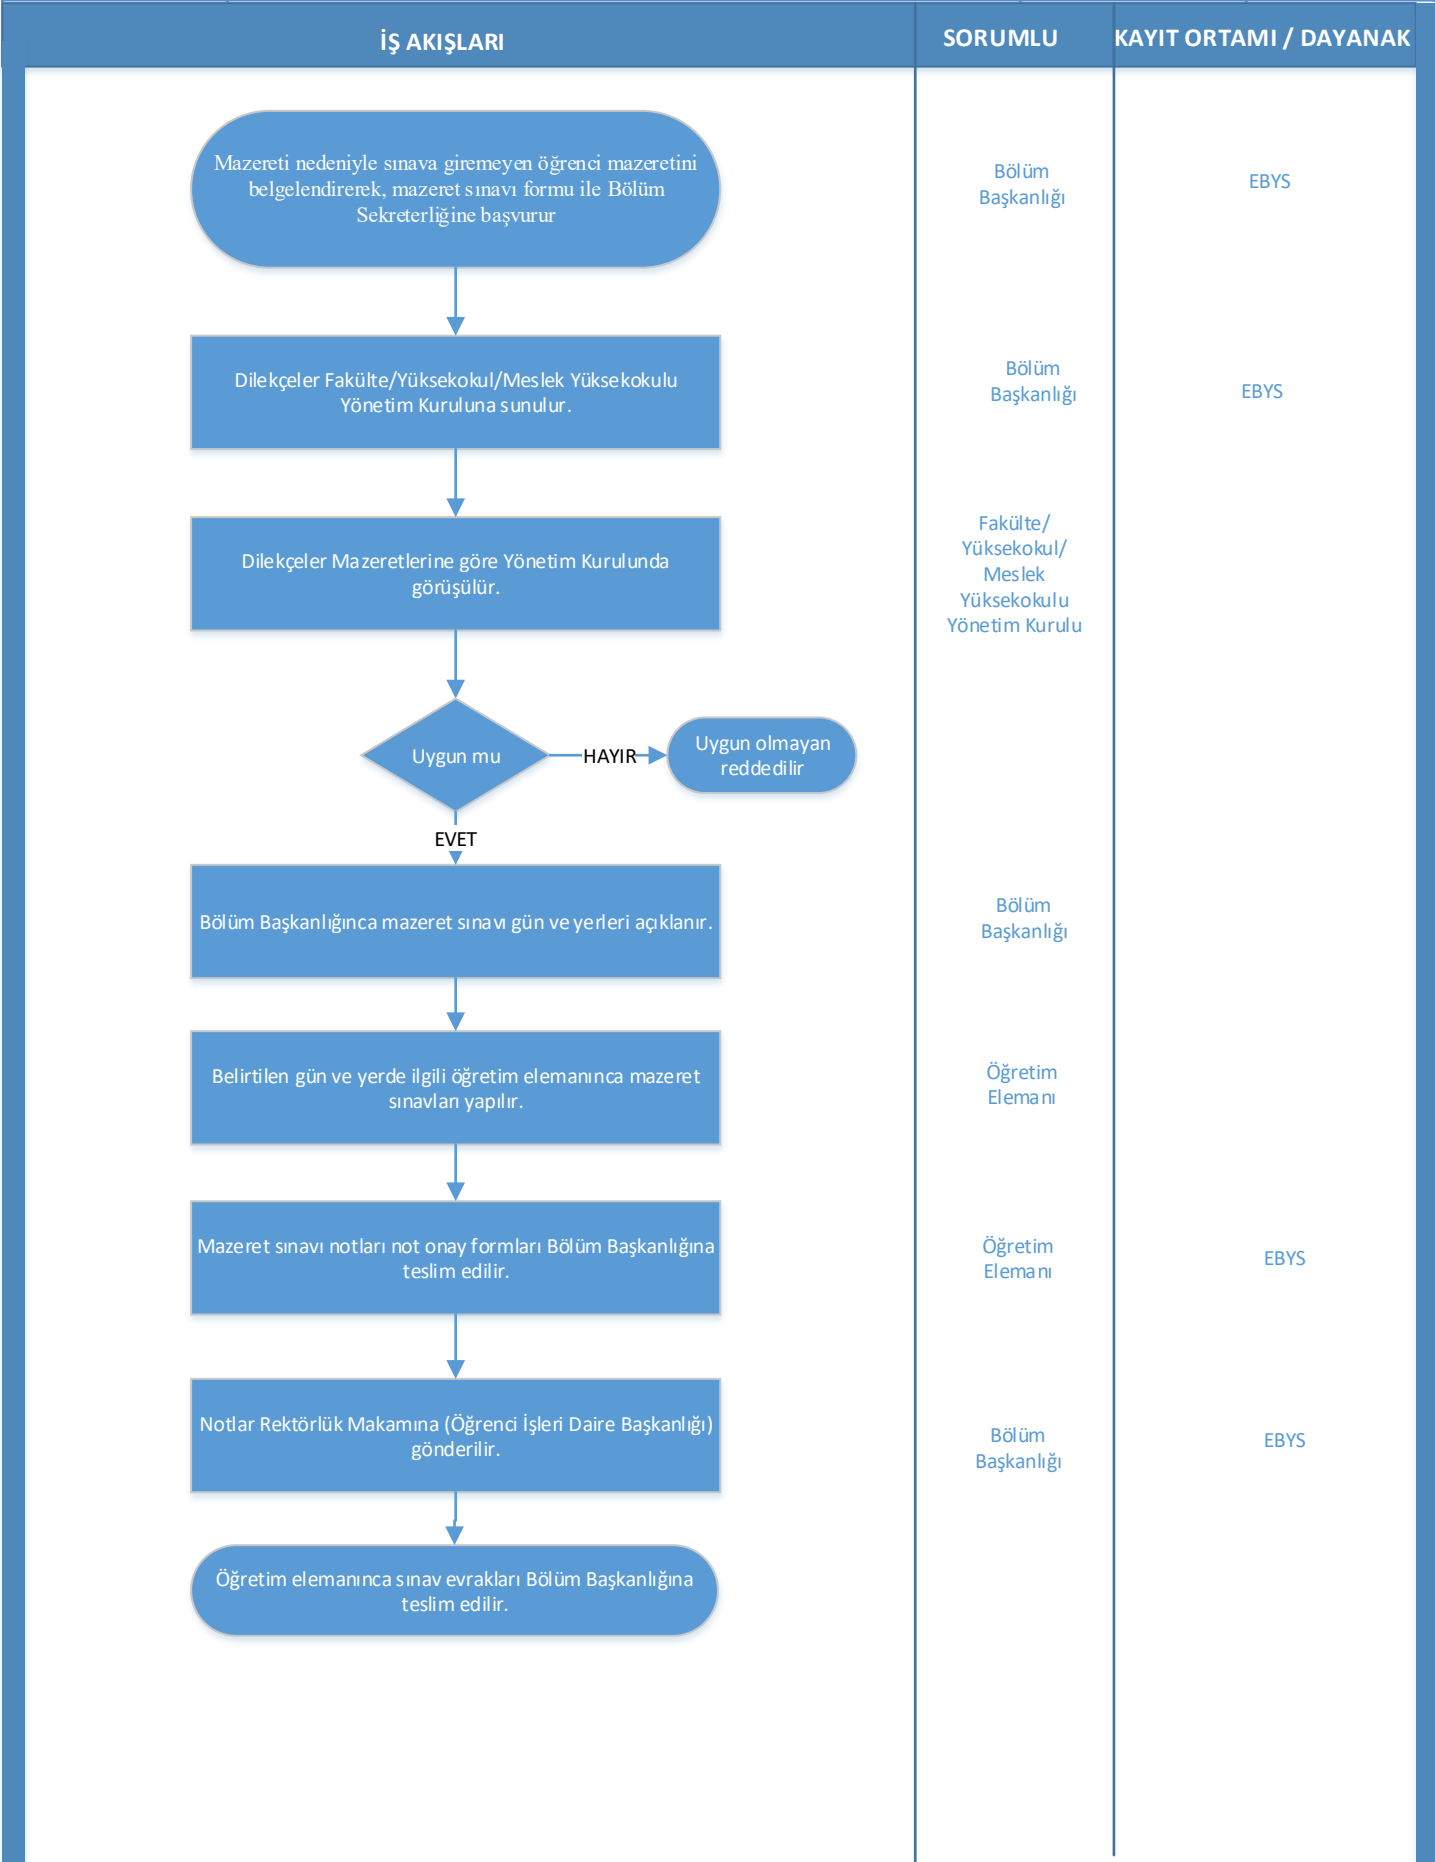 İŞ AKIŞLARI
SORUMLU
KAYIT ORTAMI / DAYANAK
Mazereti nedeniyle sınava giremeyen öğrenci mazeretini
belgelendirerek, mazeret sınavı formu ile Bölüm
Sekreterliğine başvurur
Bölüm
Başkanlığı
EBYS
Dilekçeler Fakülte/Yüksekokul/Meslek Yüksekokulu
Yönetim Kuruluna sunulur.
Bölüm
Başkanlığı
EBYS
Dilekçeler Mazeretlerine göre Yönetim Kurulunda
görüşülür.
Fakülte/
Yüksekokul/
Meslek
Yüksekokulu
Yönetim Kurulu
Uygun mu
HAYIR
Uygun olmayan
reddedilir
EVET
Bölüm Başkanlığınca mazeret sınavı gün ve yerleri açıklanır.
Bölüm
Başkanlığı
Belirtilen gün ve yerde ilgili öğretim elemanınca mazeret
sınavları yapılır.
Öğretim
Elemanı
Mazeret sınavı notları not onay formları Bölüm Başkanlığına
teslim edilir.
Öğretim
Elemanı
EBYS
Notlar Rektörlük Makamına (Öğrenci İşleri Daire Başkanlığı)
gönderilir.
Bölüm
Başkanlığı
EBYS
Öğretim elemanınca sınav evrakları Bölüm Başkanlığına
teslim edilir.